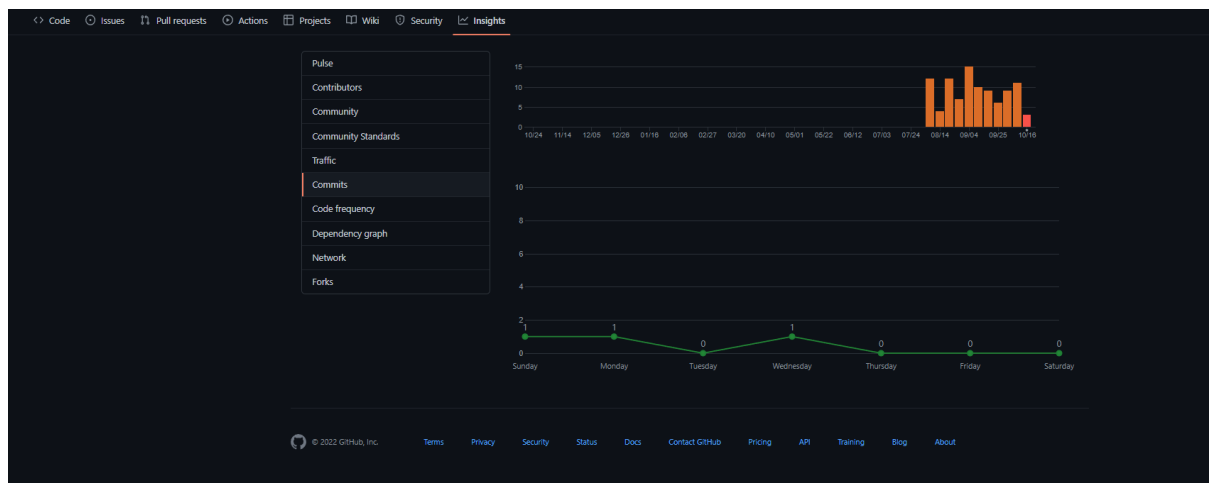 Code Issues Pull requests Actions Projects Wiki Security Insights
Pulse
Contributors
Community
Community Standards
Traffic
Commits
Code frequency
Dependency graph
Network
Forks
15
10
5
0
10/24 11/14 12/05 12/26 01/16 02/06 02/27 03/20 04/10 05/01 05/22 06/12 07/03 07/24 08/14 09/04 09/25 10/16
10
8
6
4
2
1 1 0 1 0 0 0
0
Sunday Monday Tuesday Wednesday Thursday Friday Saturday
© 2022 GitHub, Inc. Terms Privacy Security Status Docs Contact GitHub Pricing API Training Blog About